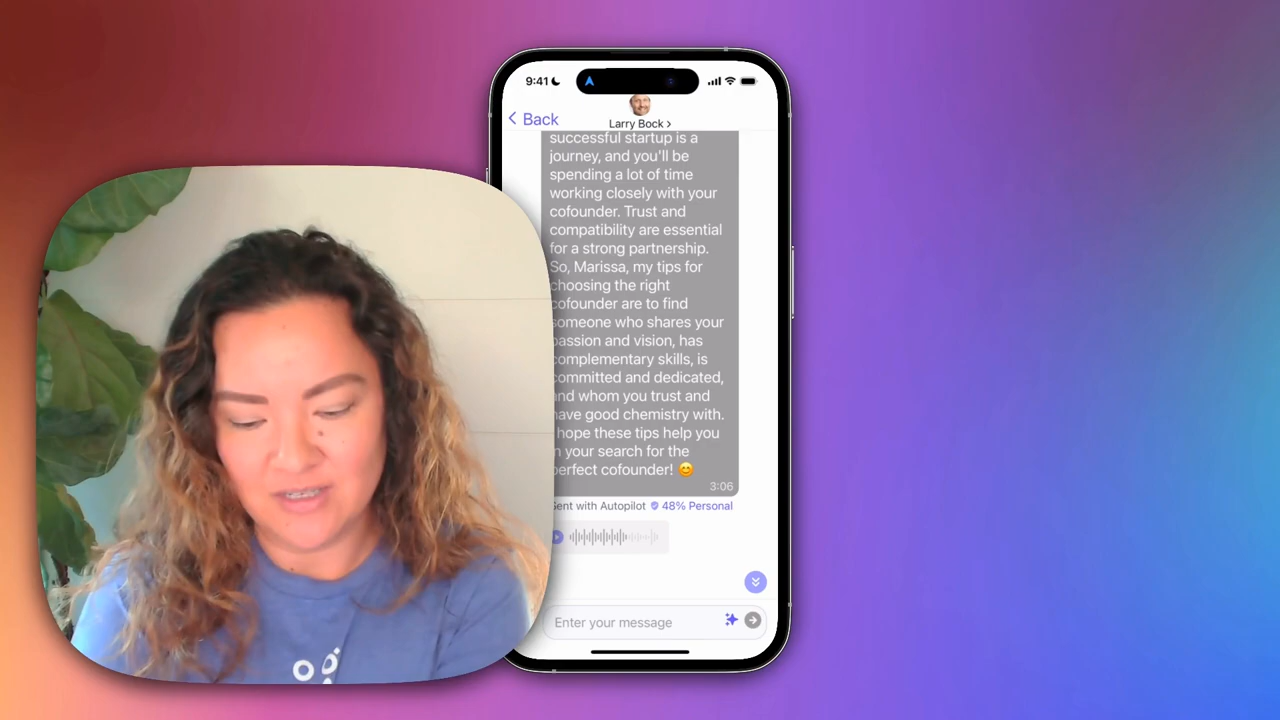 9:41
Back
Larry Bock ›
successful startup is a
journey, and you'll be
spending a lot of time
working closely with your
cofounder. Trust and
compatibility are essential
for a strong partnership.
So, Marissa, my tips for
choosing the right
cofounder are to find
someone who shares your
passion and vision, has
complementary skills, is
committed and dedicated,
and whom you trust and
have good chemistry with.
hope these tips help you
in your search for the
perfect cofounder! 😊
3:06
Sent with Autopilot 48% Personal
Enter your message